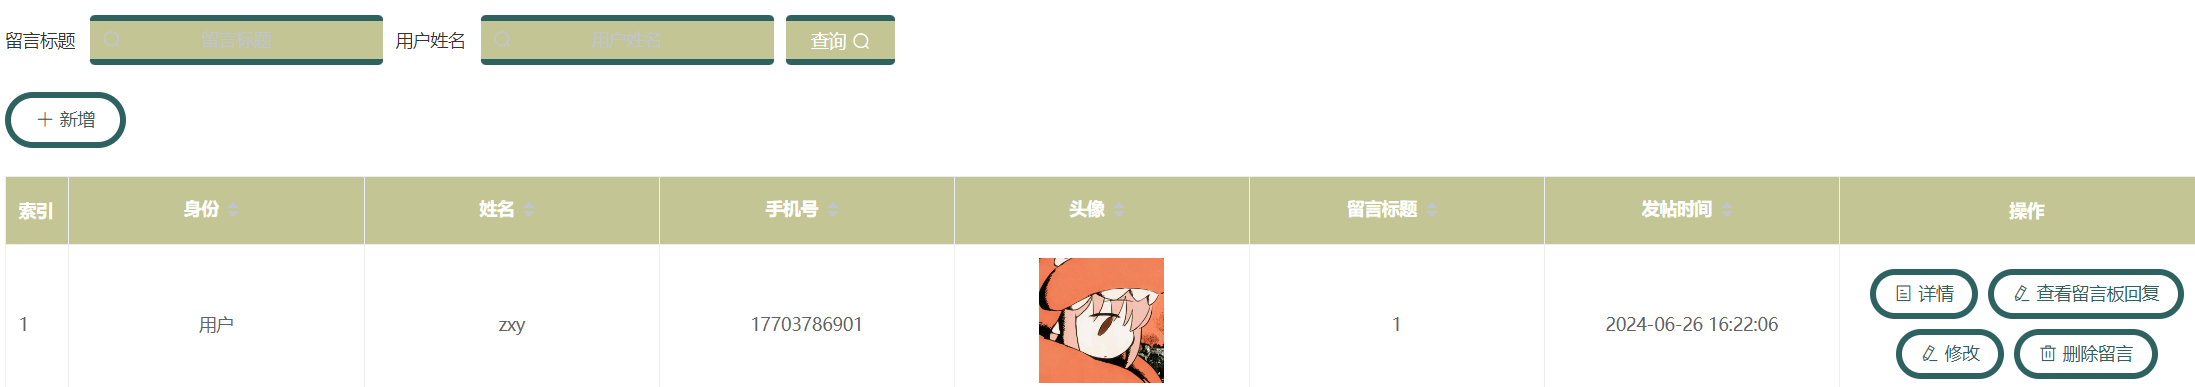 留言标题 留言标题 用户姓名 用户姓名 查询
新增
索引 身份 姓名 手机号 头像 留言标题 发帖时间 操作
1 用户 zxy 17703786901 1 2024-06-26 16:22:06 详情 查看留言板回复
修改 删除留言